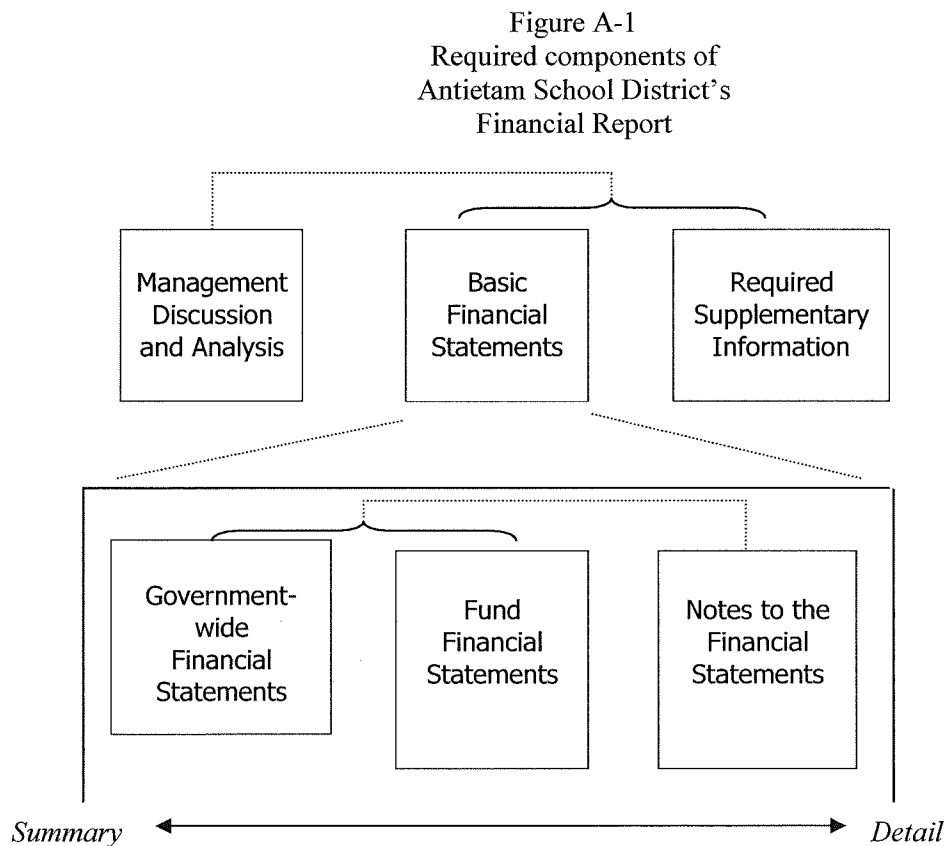 Figure A-1
Required components of
Antietam School District's
Financial Report
Management
Discussion
and Analysis
Basic
Financial
Statements
Required
Supplementary
Information
Government-
wide
Financial
Statements
Fund
Financial
Statements
Notes to the
Financial
Statements
Summary
Detail